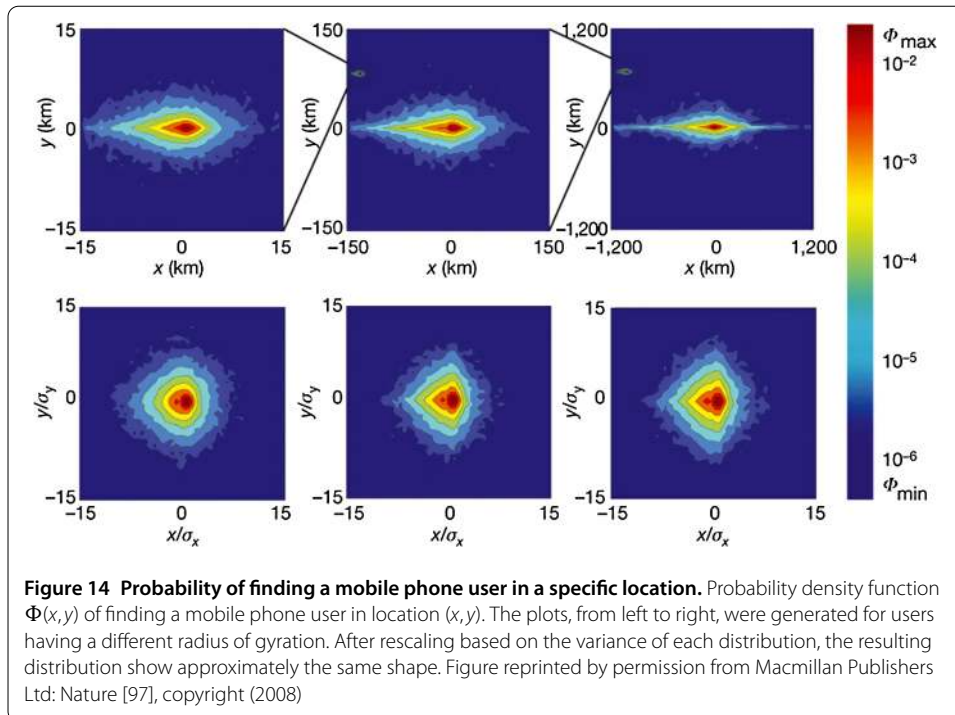 15
150
1,200
Φmax
10⁻²
y (km)
0
y (km)
0
y (km)
0
10⁻³
−15
−150
−1,200
−15
0
15
−150
0
150
−1,200
0
1,200
x (km)
x (km)
x (km)
10⁻⁴
15
15
15
10⁻⁵
y/σy
0
y/σy
0
y/σy
0
10⁻⁶
Φmin
−15
−15
−15
−15
0
15
−15
0
15
−15
0
15
x/σx
x/σx
x/σx
Figure 14 Probability of finding a mobile phone user in a specific location. Probability density function
Φ(x, y) of finding a mobile phone user in location (x, y). The plots, from left to right, were generated for users
having a different radius of gyration. After rescaling based on the variance of each distribution, the resulting
distribution show approximately the same shape. Figure reprinted by permission from Macmillan Publishers
Ltd: Nature [97], copyright (2008)